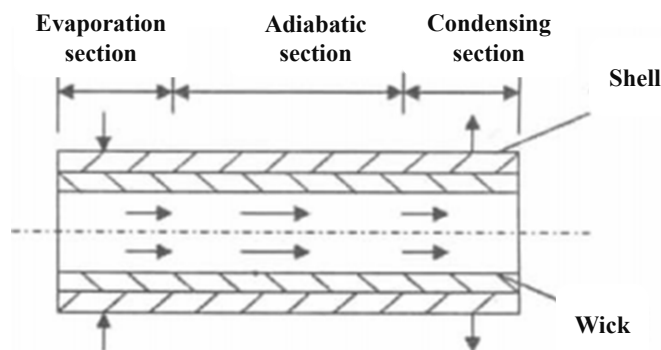 Evaporation
section
Adiabatic
section
Condensing
section
Shell
Wick